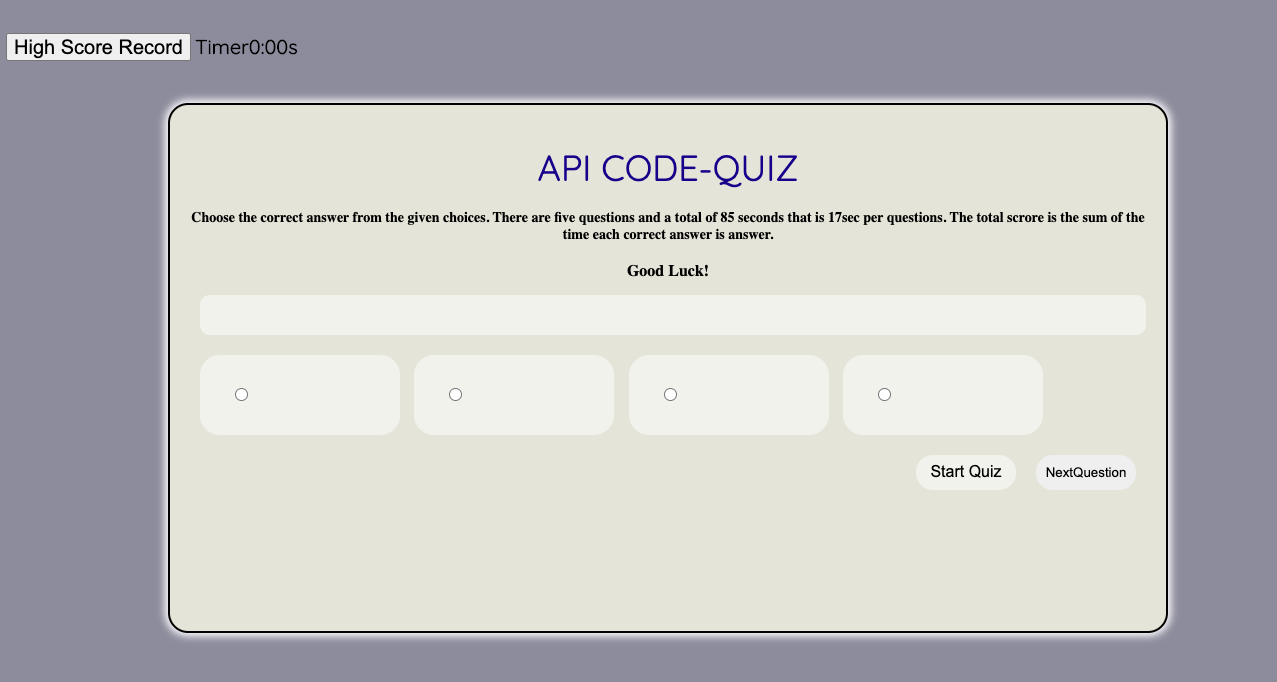 High Score Record Timer0:00s
API CODE-QUIZ
Choose the correct answer from the given choices. There are five questions and a total of 85 seconds that is 17sec per questions. The total scrore is the sum of the
time each correct answer is answer.
Good Luck!
Start Quiz NextQuestion